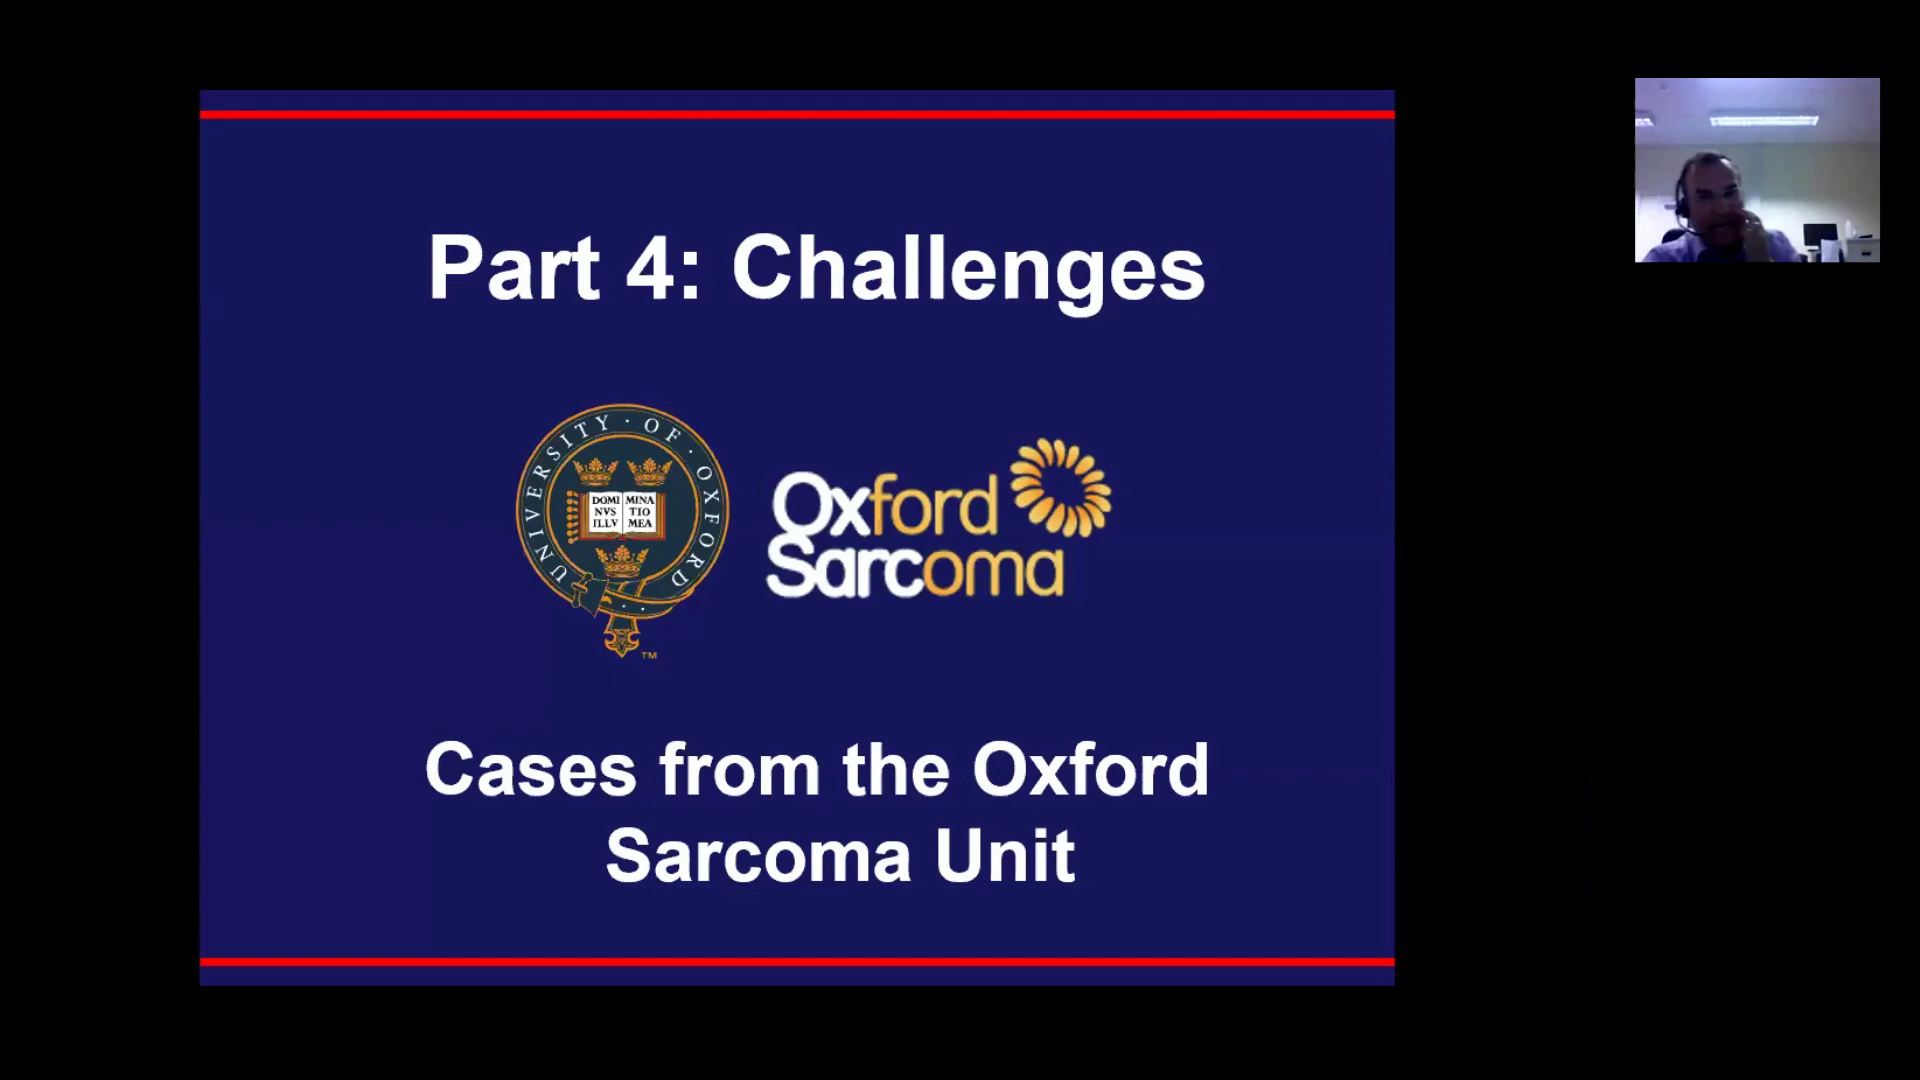 Part 4: Challenges
UNIVERSITY · OF · OXFORD
DOMI MINA
NVS TIO
ILLV MEA
TM
Oxford
Sarcoma
Cases from the Oxford
Sarcoma Unit